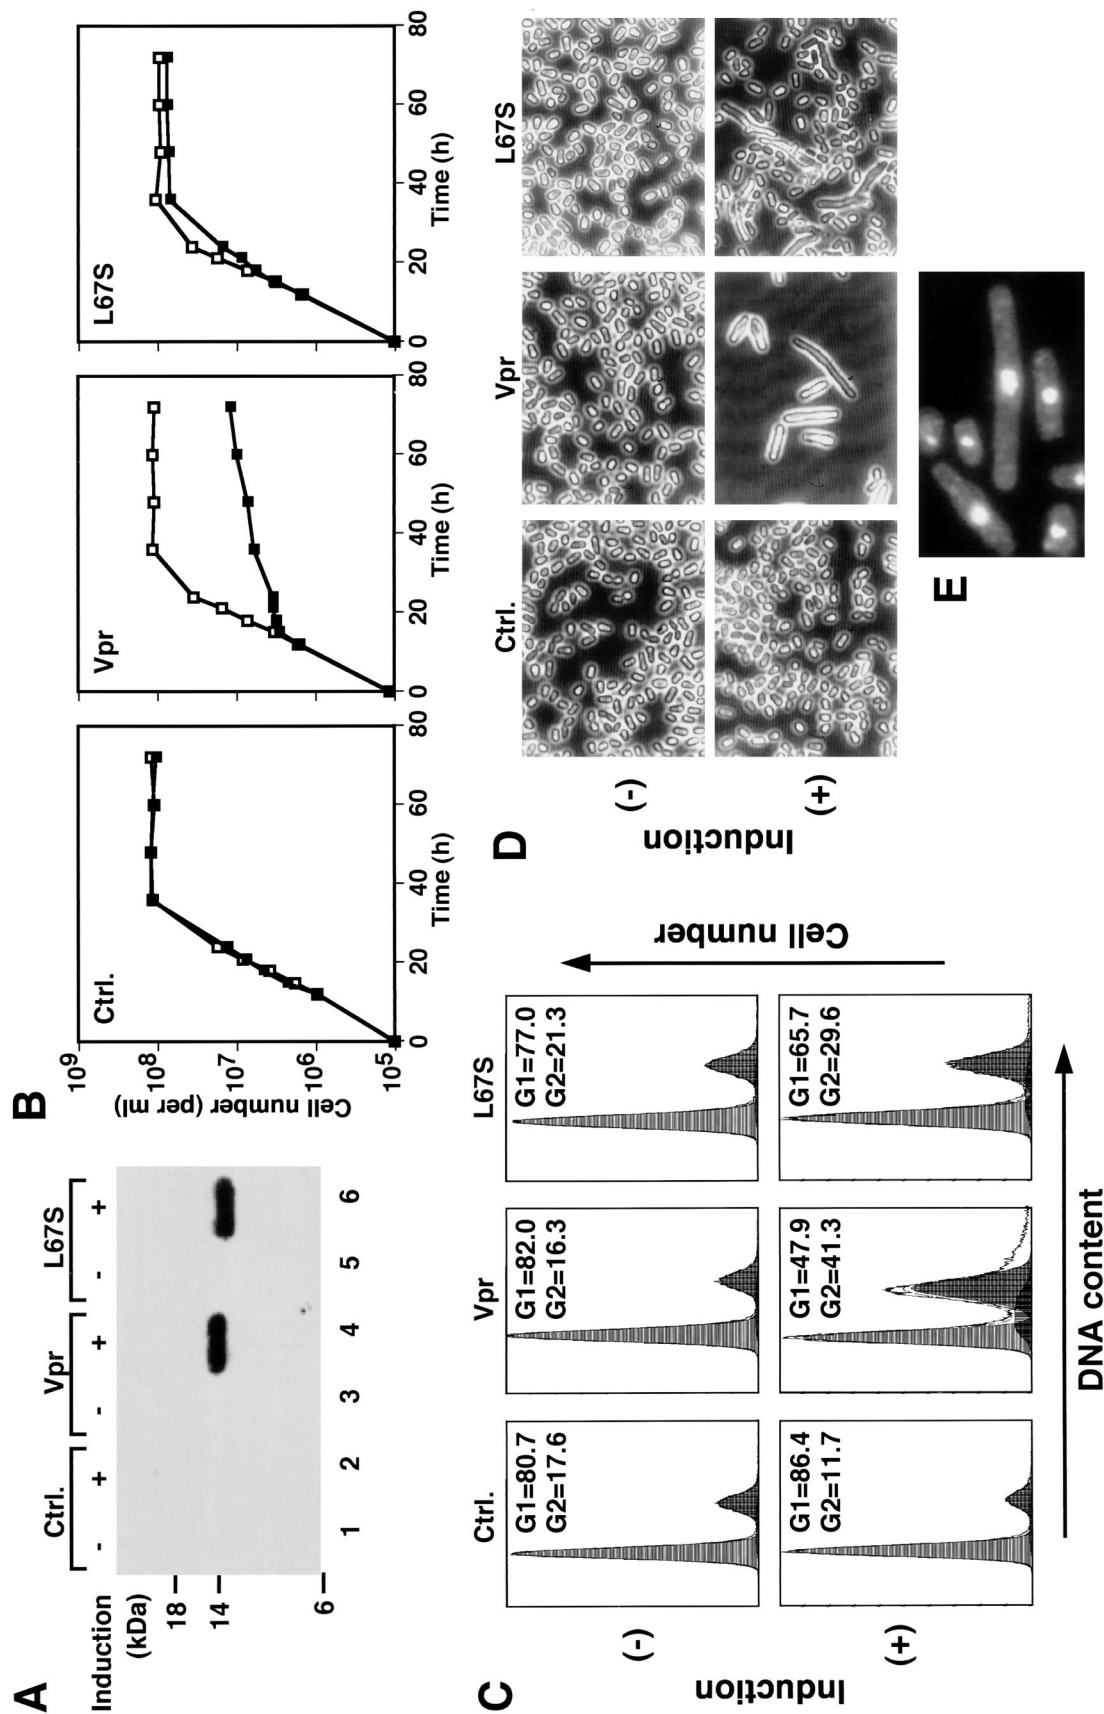 A
Ctrl. Vpr L67S
Induction - + - + - +
(kDa)
18
14
6
1 2 3 4 5 6
B
Cell number (per ml)
10⁹
10⁸
10⁷
10⁶
10⁵
Ctrl.
0 20 40 60 80
Time (h)
Vpr
0 20 40 60 80
Time (h)
L67S
0 20 40 60 80
Time (h)
C
Ctrl. Vpr L67S
Induction
(-)
G1=80.7
G2=17.6
G1=82.0
G2=16.3
G1=77.0
G2=21.3
(+)
G1=86.4
G2=11.7
G1=47.9
G2=41.3
G1=65.7
G2=29.6
DNA content
Cell number
D
Ctrl. Vpr L67S
Induction
(-)
(+)
E